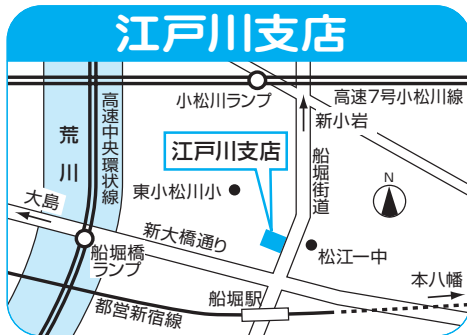 江戸川支店
小松川ランプ
高速7号小松川線
高速中央環状線
新小岩
荒川
江戸川支店
船堀街道
N
東小松川小
大島
新大橋通り
松江一中
船堀橋
ランプ
本八幡
船堀駅
都営新宿線